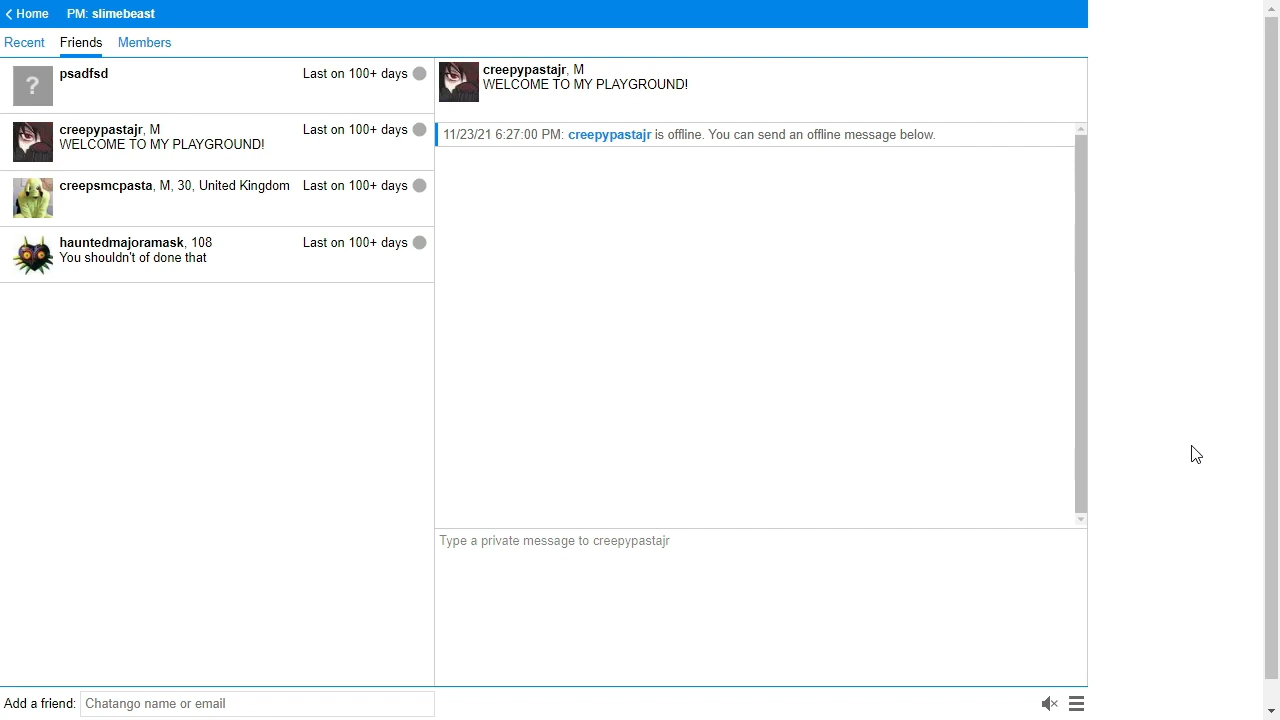 Home PM: slimebeast
Recent Friends Members
? psadfsd Last on 100+ days
creepypastajr, M Last on 100+ days
WELCOME TO MY PLAYGROUND!
creepsmcpasta, M, 30, United Kingdom Last on 100+ days
hauntedmajoramask, 108 Last on 100+ days
You shouldn't of done that
creepypastajr, M
WELCOME TO MY PLAYGROUND!
11/23/21 6:27:00 PM: creepypastajr is offline. You can send an offline message below.
Type a private message to creepypastajr
Add a friend: Chatango name or email